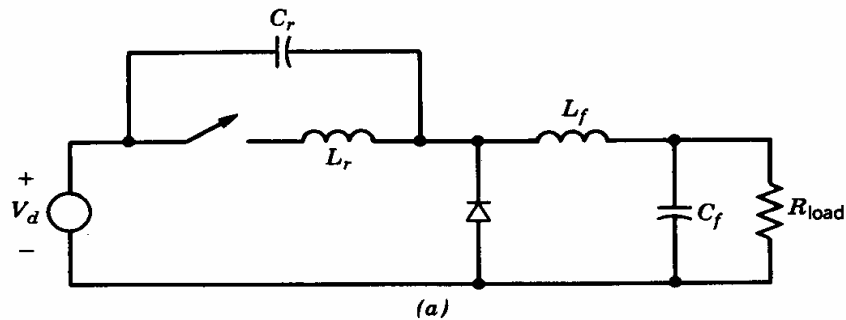 C_r
L_r
L_f
+
V_d
−
C_f
R_load
(a)